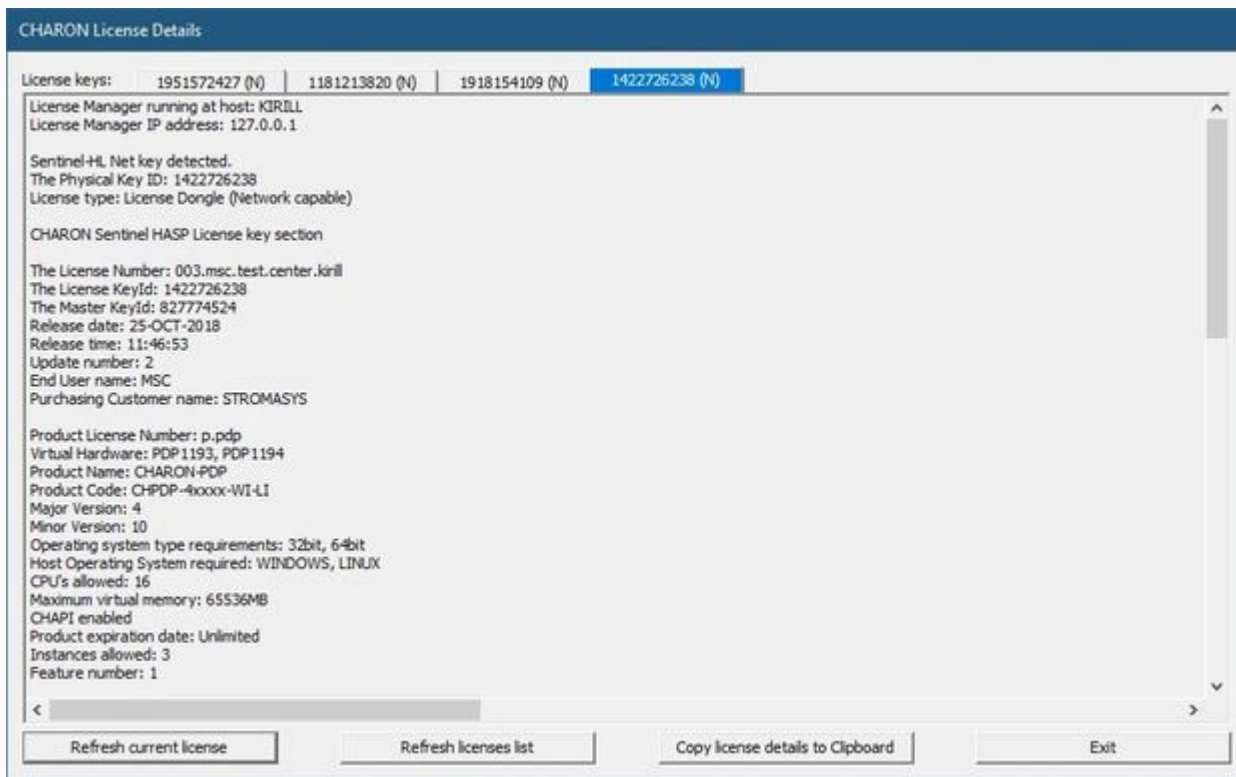 CHARON License Details
License keys: 1951572427 (N) 1181213820 (N) 1918154109 (N) 1422726238 (N)
License Manager running at host: KIRILL
License Manager IP address: 127.0.0.1
Sentinel-HL Net key detected.
The Physical Key ID: 1422726238
License type: License Dongle (Network capable)
CHARON Sentinel HASP License key section
The License Number: 003.msc.test.center.kirill
The License KeyId: 1422726238
The Master KeyId: 827774524
Release date: 25-OCT-2018
Release time: 11:46:53
Update number: 2
End User name: MSC
Purchasing Customer name: STROMASYS
Product License Number: p.pdp
Virtual Hardware: PDP1193, PDP1194
Product Name: CHARON-PDP
Product Code: CHPDP-4xxxx-WI-LI
Major Version: 4
Minor Version: 10
Operating system type requirements: 32bit, 64bit
Host Operating System required: WINDOWS, LINUX
CPU's allowed: 16
Maximum virtual memory: 65536MB
CHAPI enabled
Product expiration date: Unlimited
Instances allowed: 3
Feature number: 1
Refresh current license Refresh licenses list Copy license details to Clipboard Exit